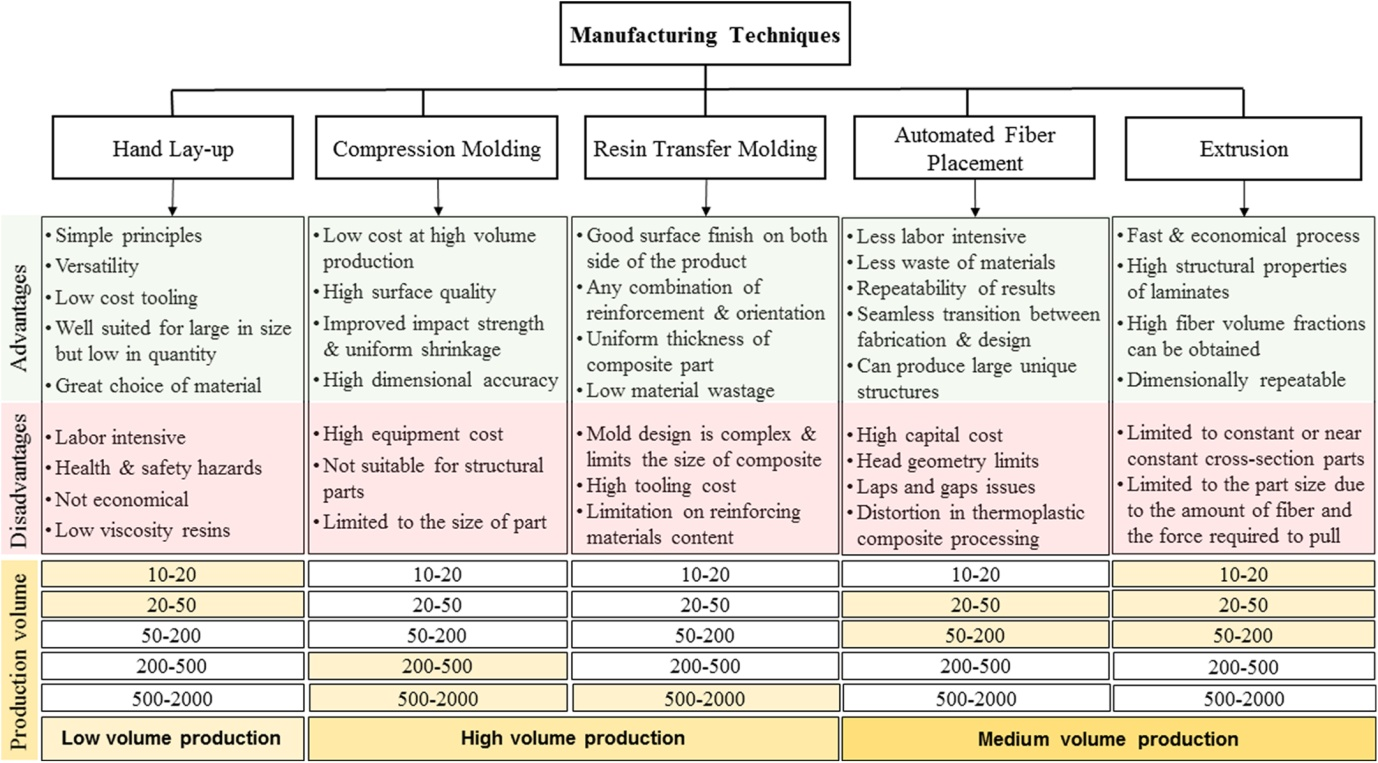 Manufacturing Techniques
Hand Lay-up
Compression Molding
Resin Transfer Molding
Automated Fiber
Placement
Extrusion
Advantages
• Simple principles
• Versatility
• Low cost tooling
• Well suited for large in size
but low in quantity
• Great choice of material
• Low cost at high volume
production
• High surface quality
• Improved impact strength
& uniform shrinkage
• High dimensional accuracy
• Good surface finish on both
side of the product
• Any combination of
reinforcement & orientation
• Uniform thickness of
composite part
• Low material wastage
• Less labor intensive
• Less waste of materials
• Repeatability of results
• Seamless transition between
fabrication & design
• Can produce large unique
structures
• Fast & economical process
• High structural properties
of laminates
• High fiber volume fractions
can be obtained
• Dimensionally repeatable
Disadvantages
• Labor intensive
• Health & safety hazards
• Not economical
• Low viscosity resins
• High equipment cost
• Not suitable for structural
parts
• Limited to the size of part
• Mold design is complex &
limits the size of composite
• High tooling cost
• Limitation on reinforcing
materials content
• High capital cost
• Head geometry limits
• Laps and gaps issues
• Distortion in thermoplastic
composite processing
• Limited to constant or near
constant cross-section parts
• Limited to the part size due
to the amount of fiber and
the force required to pull
Production volume
10-20 10-20 10-20 10-20 10-20
20-50 20-50 20-50 20-50 20-50
50-200 50-200 50-200 50-200 50-200
200-500 200-500 200-500 200-500 200-500
500-2000 500-2000 500-2000 500-2000 500-2000
Low volume production
High volume production
Medium volume production